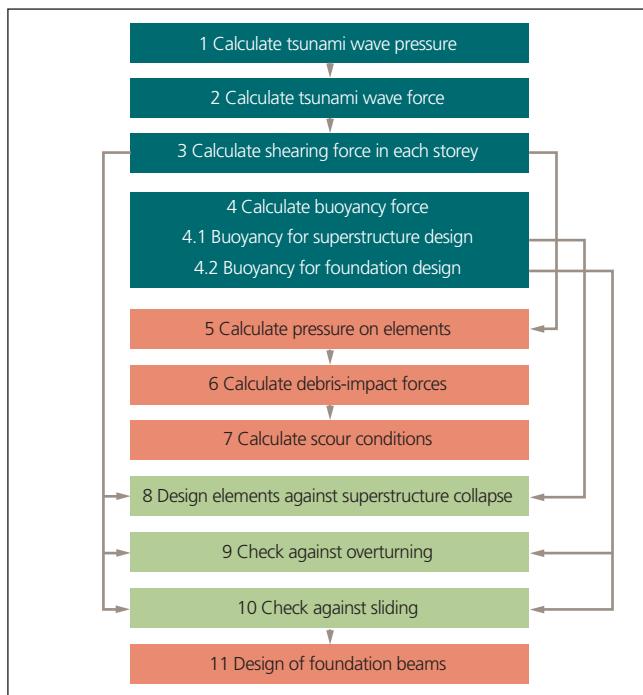 1 Calculate tsunami wave pressure
2 Calculate tsunami wave force
3 Calculate shearing force in each storey
4 Calculate buoyancy force
4.1 Buoyancy for superstructure design
4.2 Buoyancy for foundation design
5 Calculate pressure on elements
6 Calculate debris-impact forces
7 Calculate scour conditions
8 Design elements against superstructure collapse
9 Check against overturning
10 Check against sliding
11 Design of foundation beams